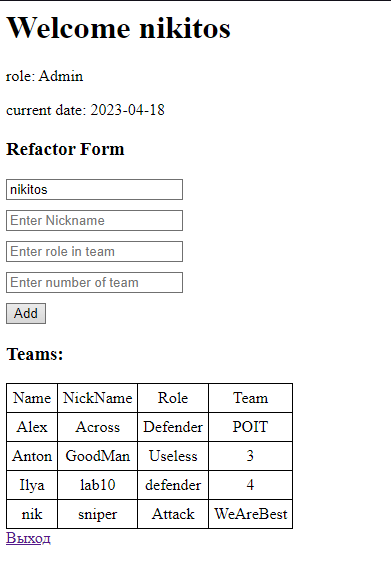 Welcome nikitos
role: Admin
current date: 2023-04-18
Refactor Form
nikitos
Enter Nickname
Enter role in team
Enter number of team
Add
Teams:
Name NickName Role Team
Alex Across Defender POIT
Anton GoodMan Useless 3
Ilya lab10 defender 4
nik sniper Attack WeAreBest
Выход